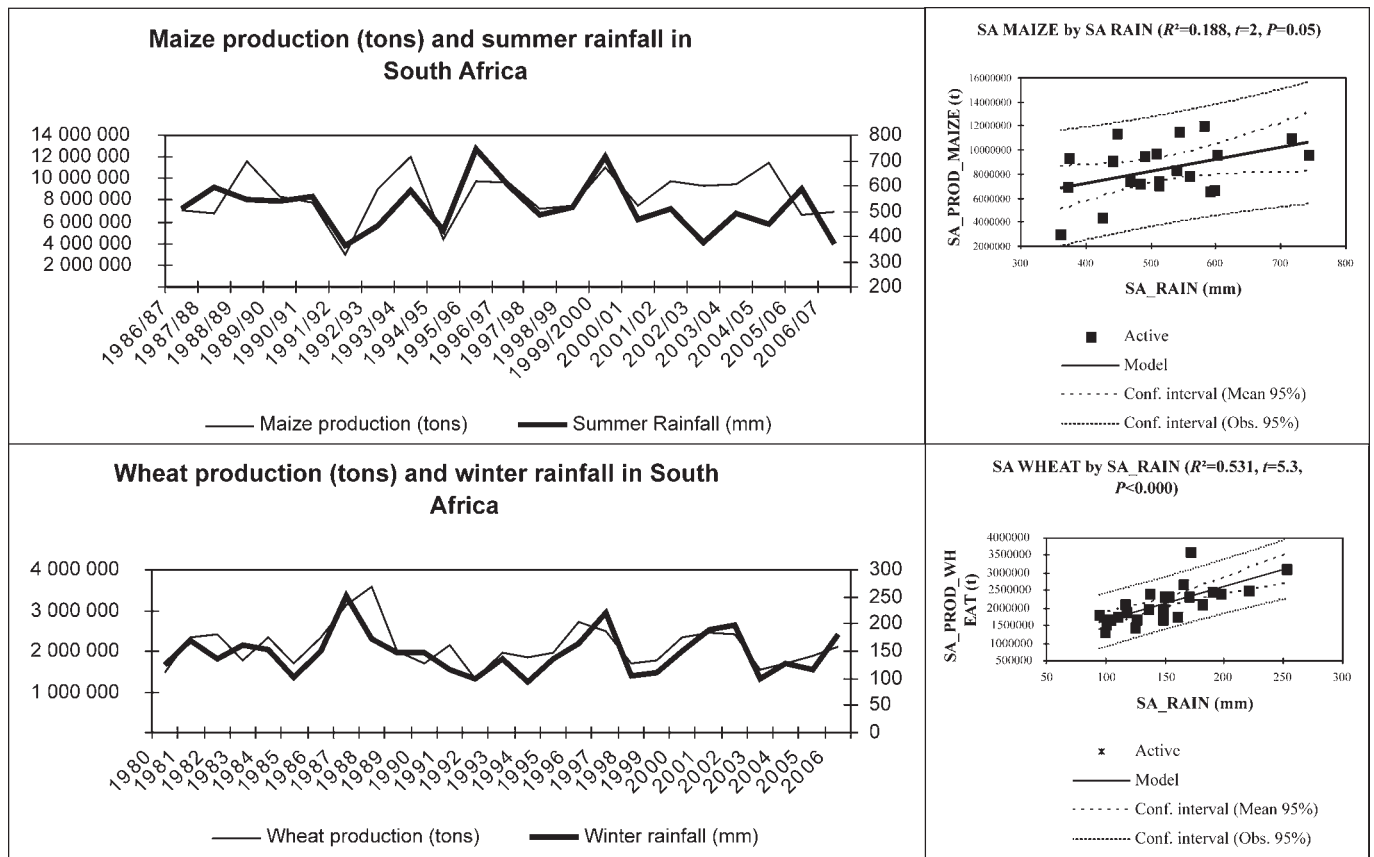 Maize production (tons) and summer rainfall in
South Africa
14 000 000
12 000 000
10 000 000
8 000 000
6 000 000
4 000 000
2 000 000
800
700
600
500
400
300
200
1986/87
1987/88
1988/89
1989/90
1990/91
1991/92
1992/93
1993/94
1994/95
1995/96
1996/97
1997/98
1998/99
1999/2000
2000/01
2001/02
2002/03
2003/04
2004/05
2005/06
2006/07
Maize production (tons)
Summer Rainfall (mm)
SA MAIZE by SA RAIN (R²=0.188, t=2, P=0.05)
SA_PROD_MAIZE (t)
16000000
14000000
12000000
10000000
8000000
6000000
4000000
2000000
300
400
500
600
700
800
SA_RAIN (mm)
Active
Model
Conf. interval (Mean 95%)
Conf. interval (Obs. 95%)
Wheat production (tons) and winter rainfall in South
Africa
4 000 000
3 000 000
2 000 000
1 000 000
300
250
200
150
100
50
0
1980
1981
1982
1983
1984
1985
1986
1987
1988
1989
1990
1991
1992
1993
1994
1995
1996
1997
1998
1999
2000
2001
2002
2003
2004
2005
2006
Wheat production (tons)
Winter rainfall (mm)
SA WHEAT by SA_RAIN (R²=0.531, t=5.3,
P<0.000)
SA_PROD_WH
EAT (t)
4000000
3500000
3000000
2500000
2000000
1500000
1000000
500000
50
100
150
200
250
300
SA_RAIN (mm)
Active
Model
Conf. interval (Mean 95%)
Conf. interval (Obs. 95%)